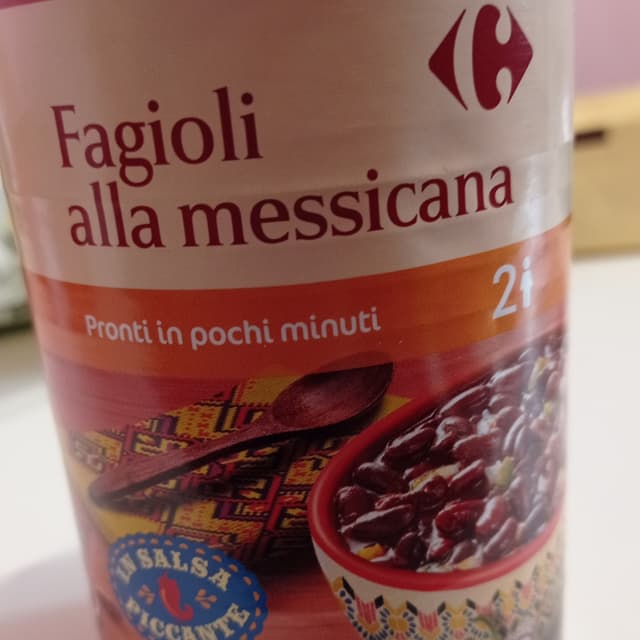 Fagioli
alla messicana
2
Pronti in pochi minuti
IN SALSA
PICCANTE